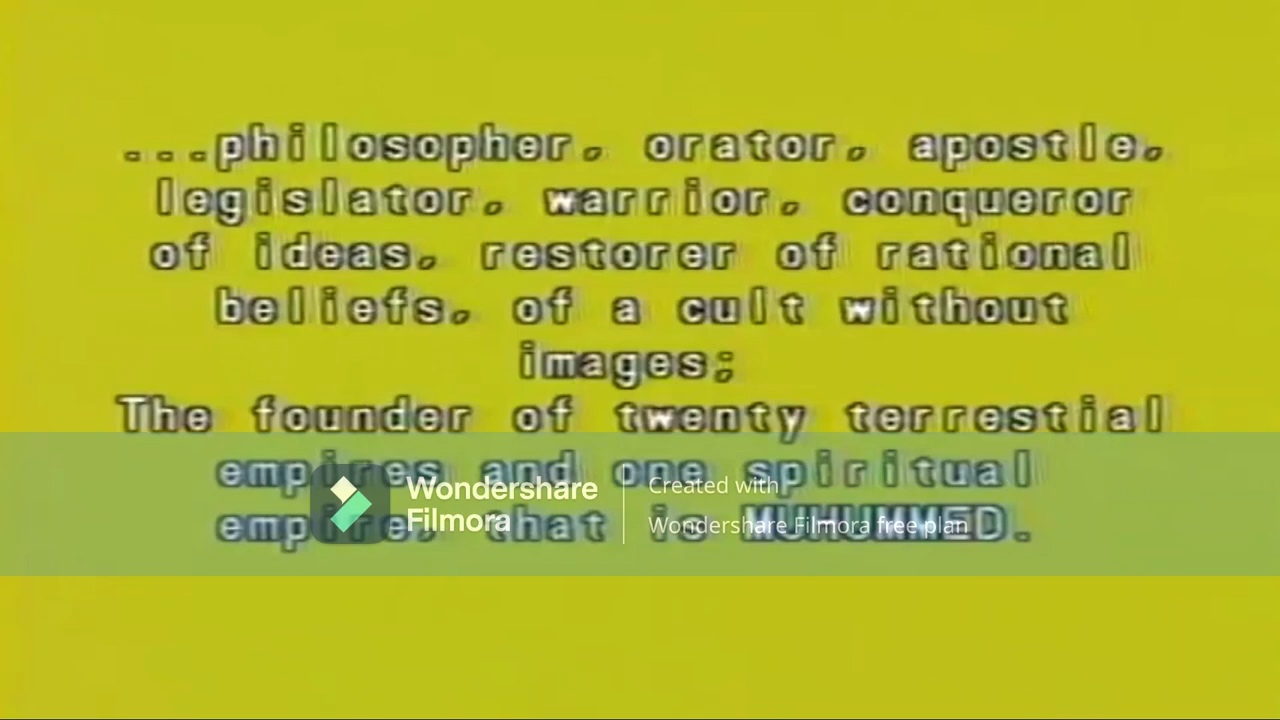 ...philosopher, orator, apostle,
legislator, warrior, conqueror
of ideas, restorer of rational
beliefs, of a cult without
images;
The founder of twenty terrestial
empires and one spiritual
empire, that is MUHUMMED.
Wondershare
Filmora
Created with
Wondershare Filmora free plan